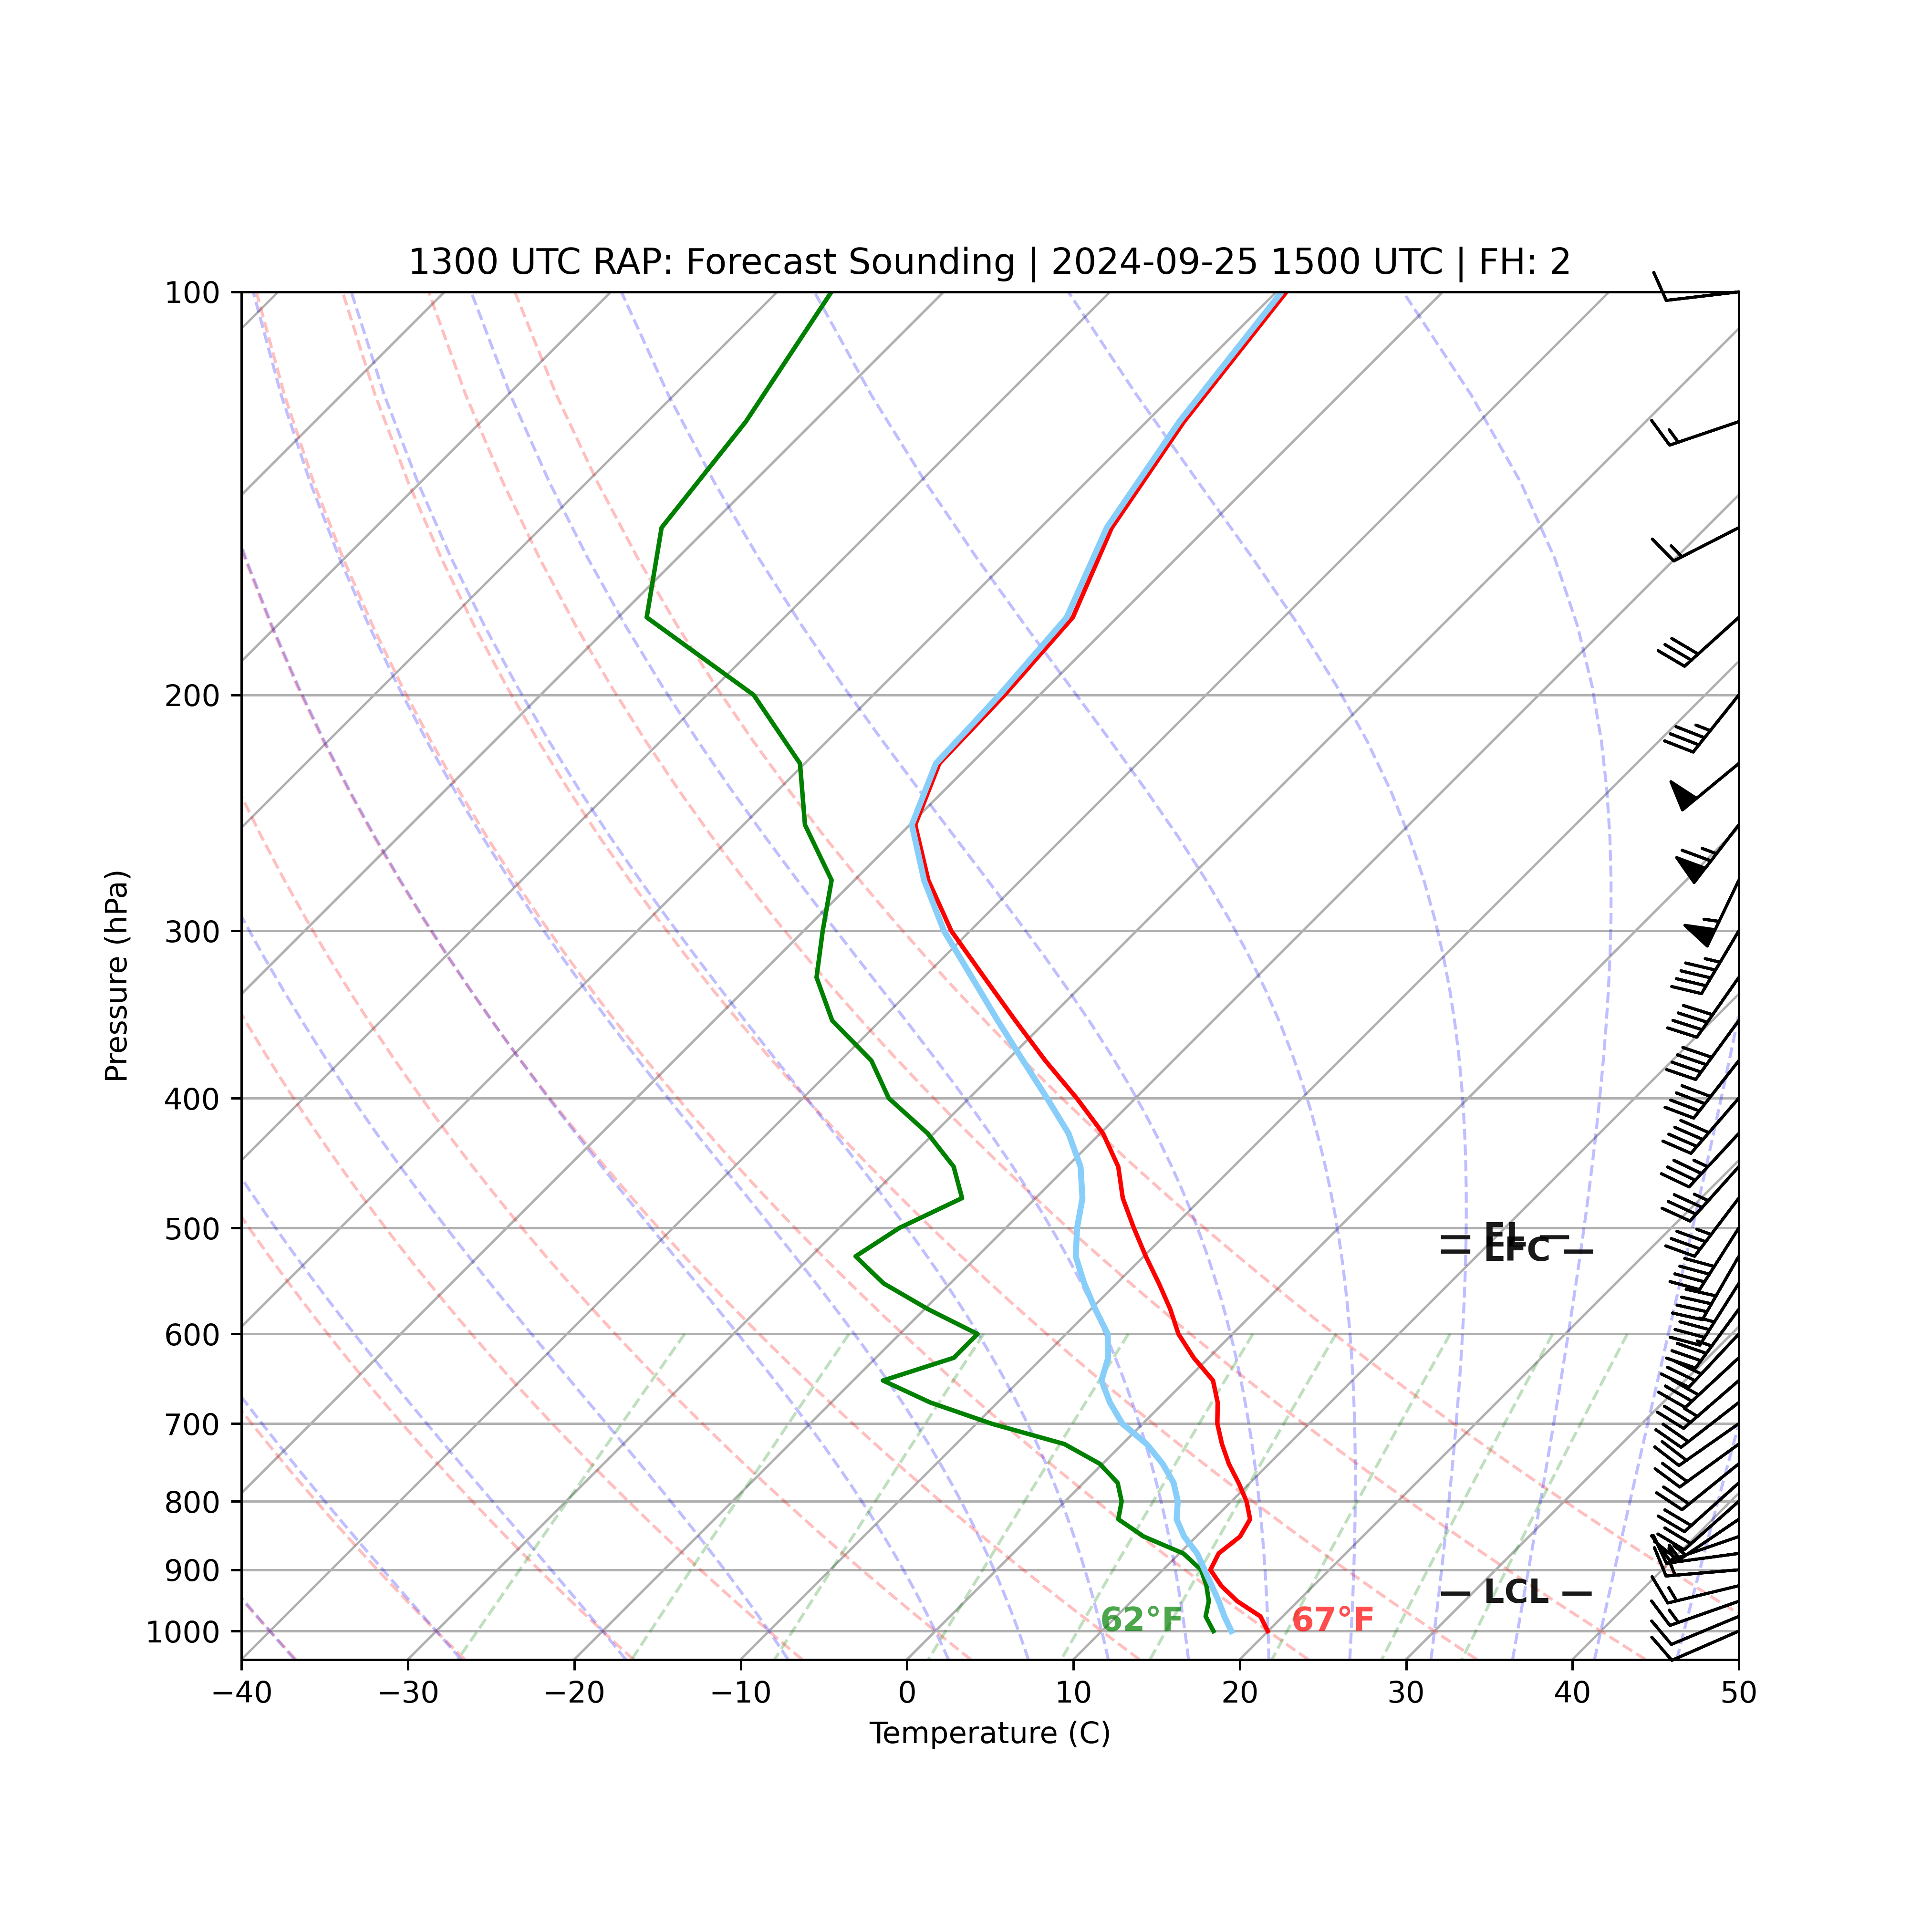 1300 UTC RAP: Forecast Sounding | 2024-09-25 1500 UTC | FH: 2
100
200
300
400
500
600
700
800
900
1000
Pressure (hPa)
— EL —
— LFC —
— LCL —
62°F
67°F
−40
−30
−20
−10
0
10
20
30
40
50
Temperature (C)